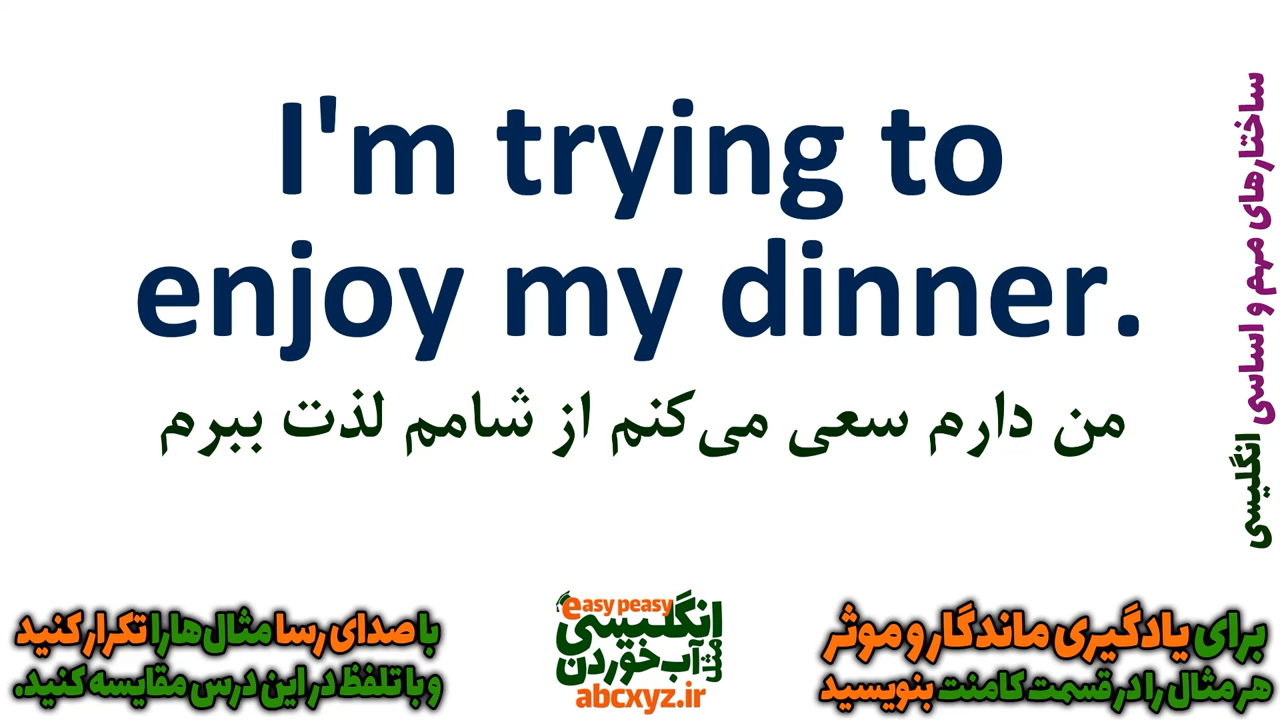 I'm trying to
enjoy my dinner.
من دارم سعی می‌کنم از شامم لذت ببرم
ساختارهای مهم و اساسی انگلیسی
برای یادگیری ماندگار و موثر
هر مثال را در قسمت کامنت بنویسید
easy peasy
انگلیسی
مثل آب خوردن
abcxyz.ir
با صدای رسا مثال‌ها را تکرار کنید
و با تلفظ در این درس مقایسه کنید.